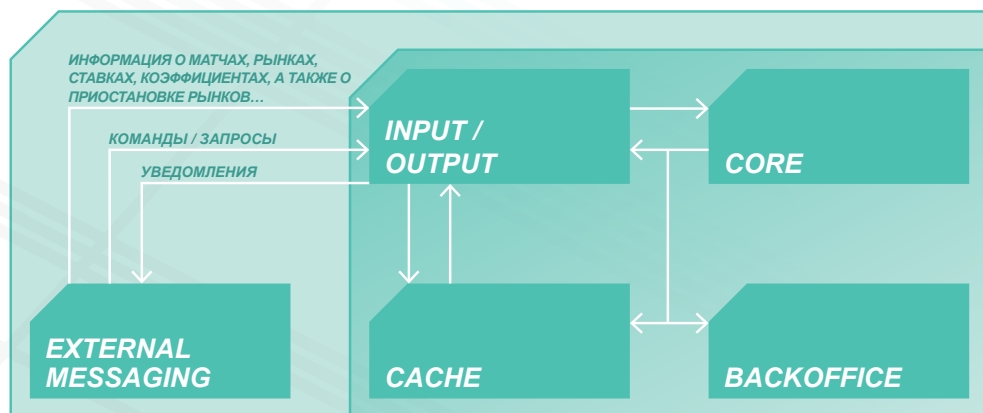 ИНФОРМАЦИЯ О МАТЧАХ, РЫНКАХ,
СТАВКАХ, КОЭФФИЦИЕНТАХ, А ТАКЖЕ О
ПРИОСТАНОВКЕ РЫНКОВ...
КОМАНДЫ / ЗАПРОСЫ
УВЕДОМЛЕНИЯ
INPUT /
OUTPUT
CORE
EXTERNAL
MESSAGING
CACHE
BACKOFFICE